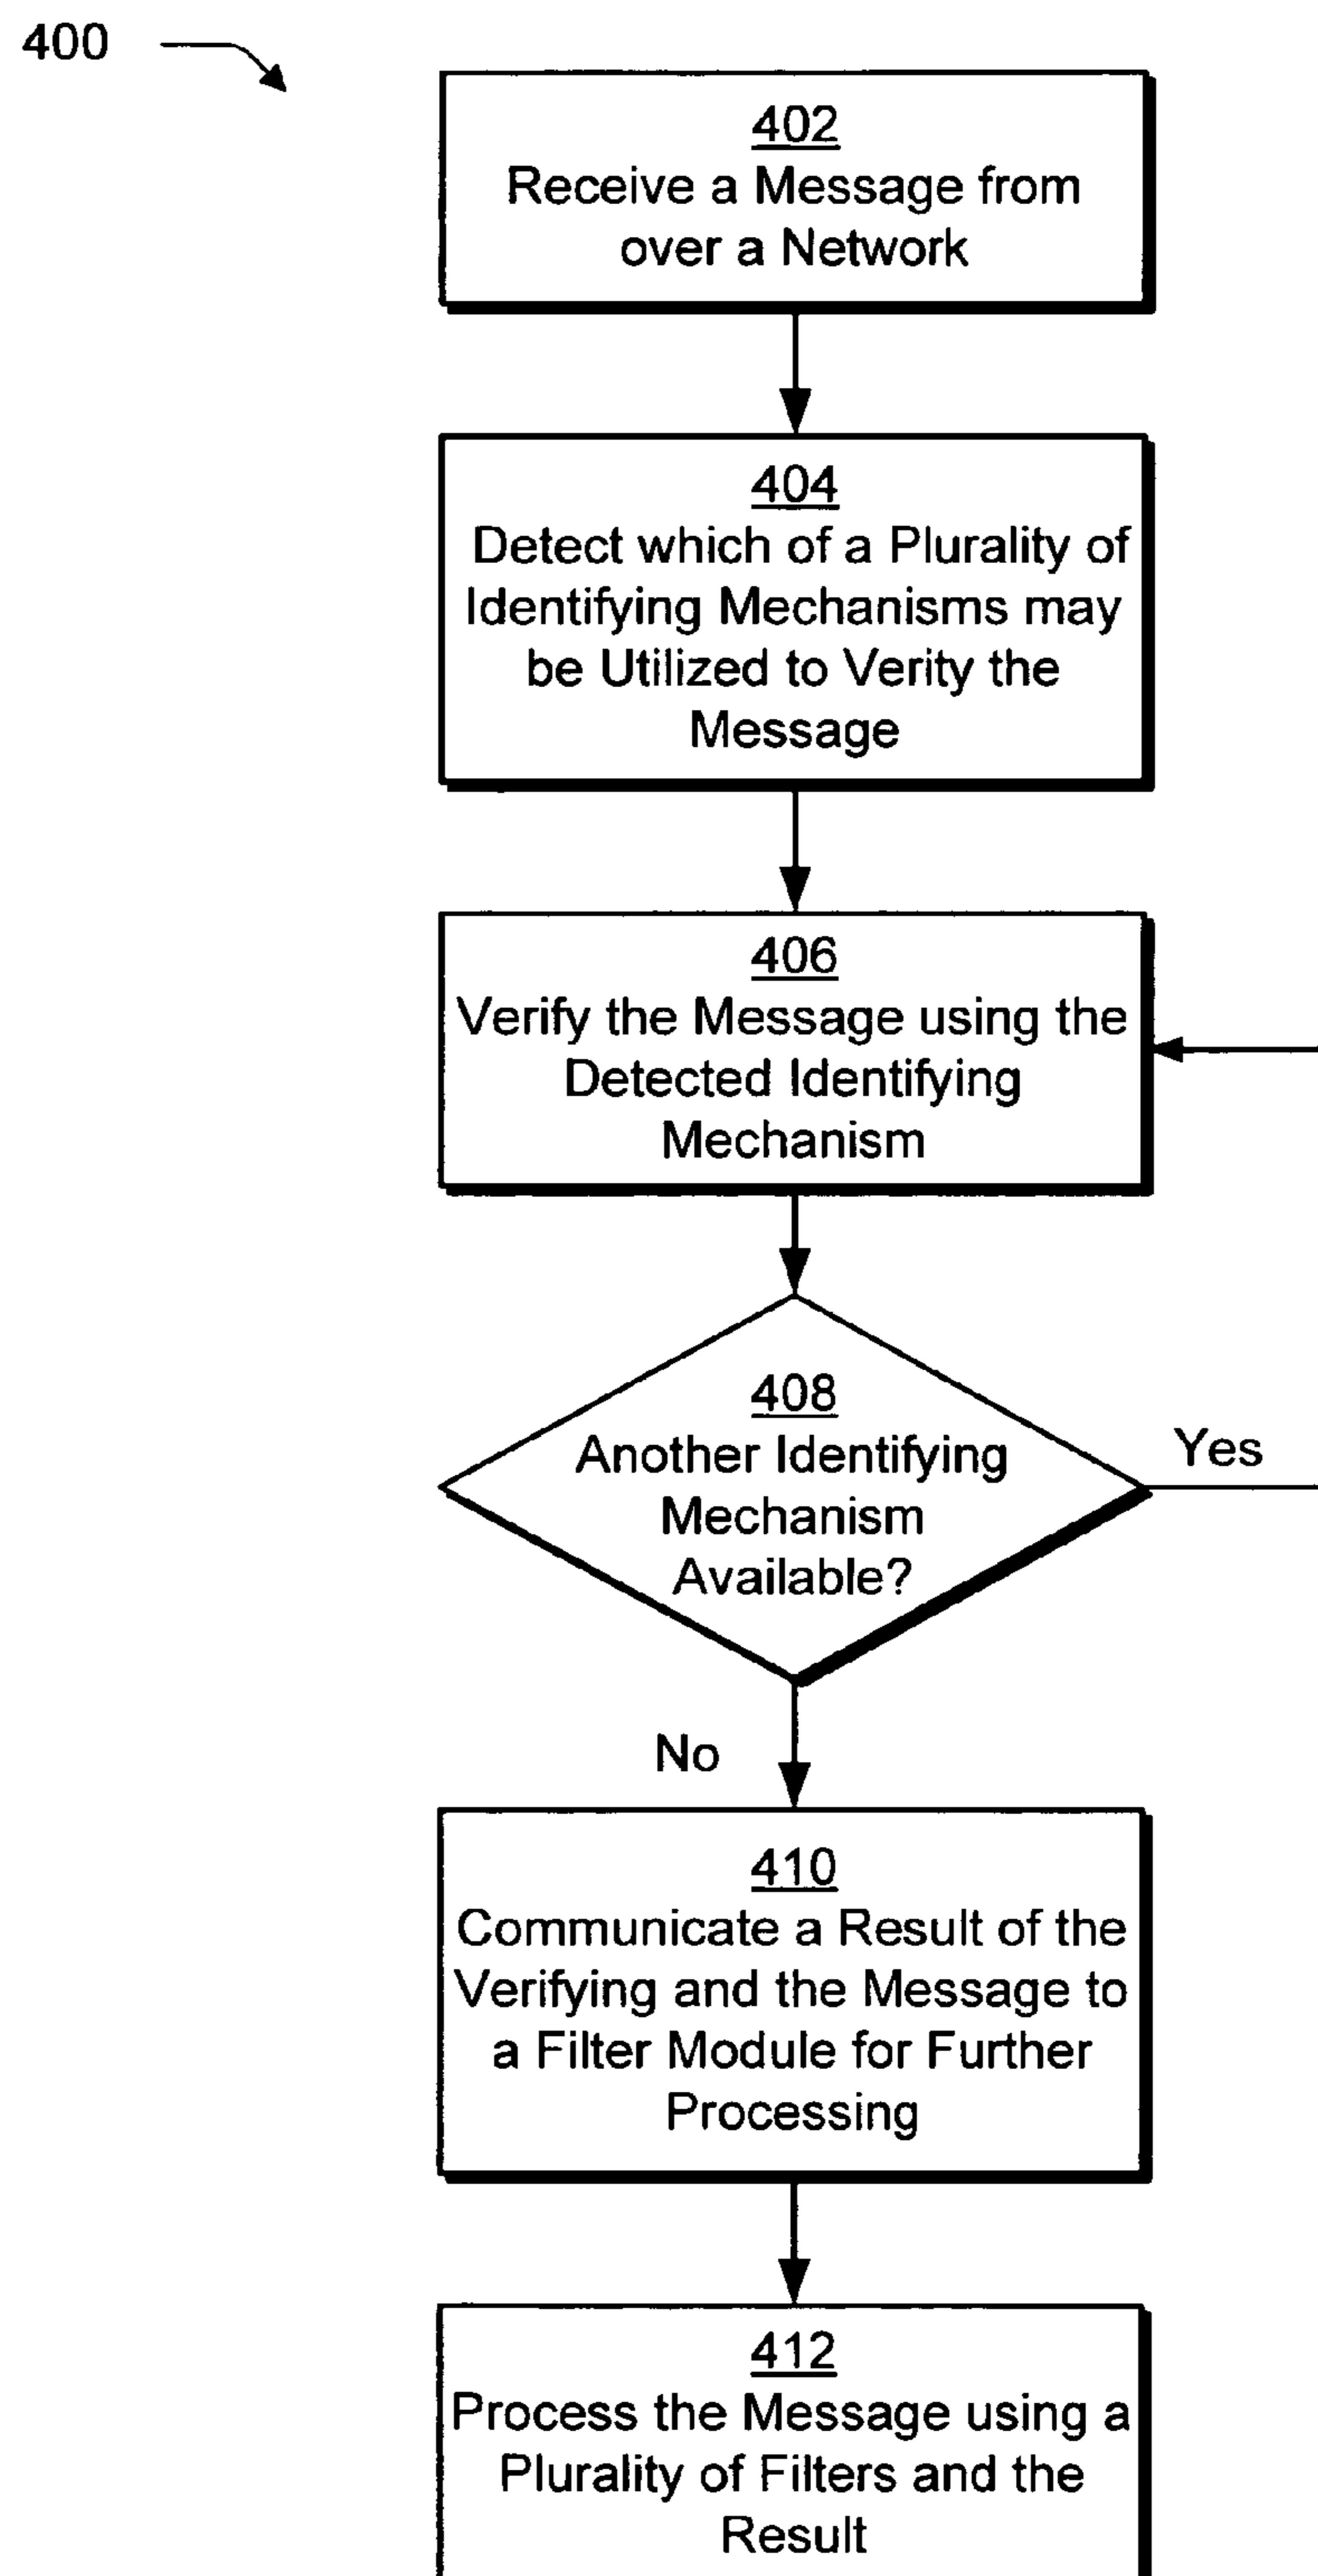 400
402
Receive a Message from
over a Network
404
Detect which of a Plurality of
Identifying Mechanisms may
be Utilized to Verity the
Message
406
Verify the Message using the
Detected Identifying
Mechanism
408
Another Identifying
Mechanism
Available?
Yes
No
410
Communicate a Result of the
Verifying and the Message to
a Filter Module for Further
Processing
412
Process the Message using a
Plurality of Filters and the
Result